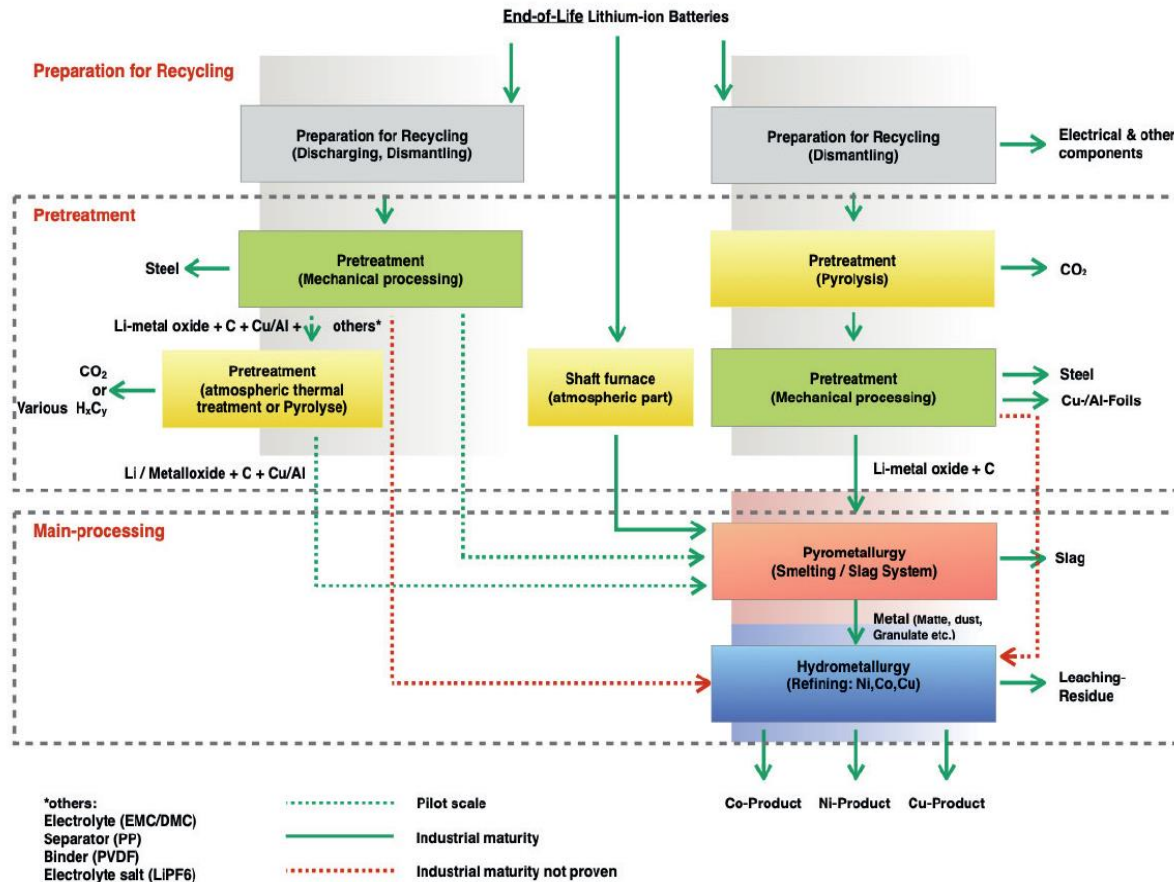 End-of-Life Lithium-ion Batteries
Preparation for Recycling
Preparation for Recycling
(Discharging, Dismantling)
Preparation for Recycling
(Dismantling)
Electrical & other
components
Pretreatment
Steel
Pretreatment
(Mechanical processing)
Pretreatment
(Pyrolysis)
CO₂
Li-metal oxide + C + Cu/Al + others*
CO₂
or
Various HₓCᵧ
Pretreatment
(atmospheric thermal
treatment or Pyrolyse)
Shaft furnace
(atmospheric part)
Pretreatment
(Mechanical processing)
Steel
Cu-/Al-Foils
Li / Metalloxide + C + Cu/Al
Li-metal oxide + C
Main-processing
Pyrometallurgy
(Smelting / Slag System)
Slag
Metal (Matte, dust,
Granulate etc.)
Hydrometallurgy
(Refining: Ni,Co,Cu)
Leaching-
Residue
Co-Product Ni-Product Cu-Product
*others:
Electrolyte (EMC/DMC)
Separator (PP)
Binder (PVDF)
Electrolyte salt (LiPF6)
Pilot scale
Industrial maturity
Industrial maturity not proven